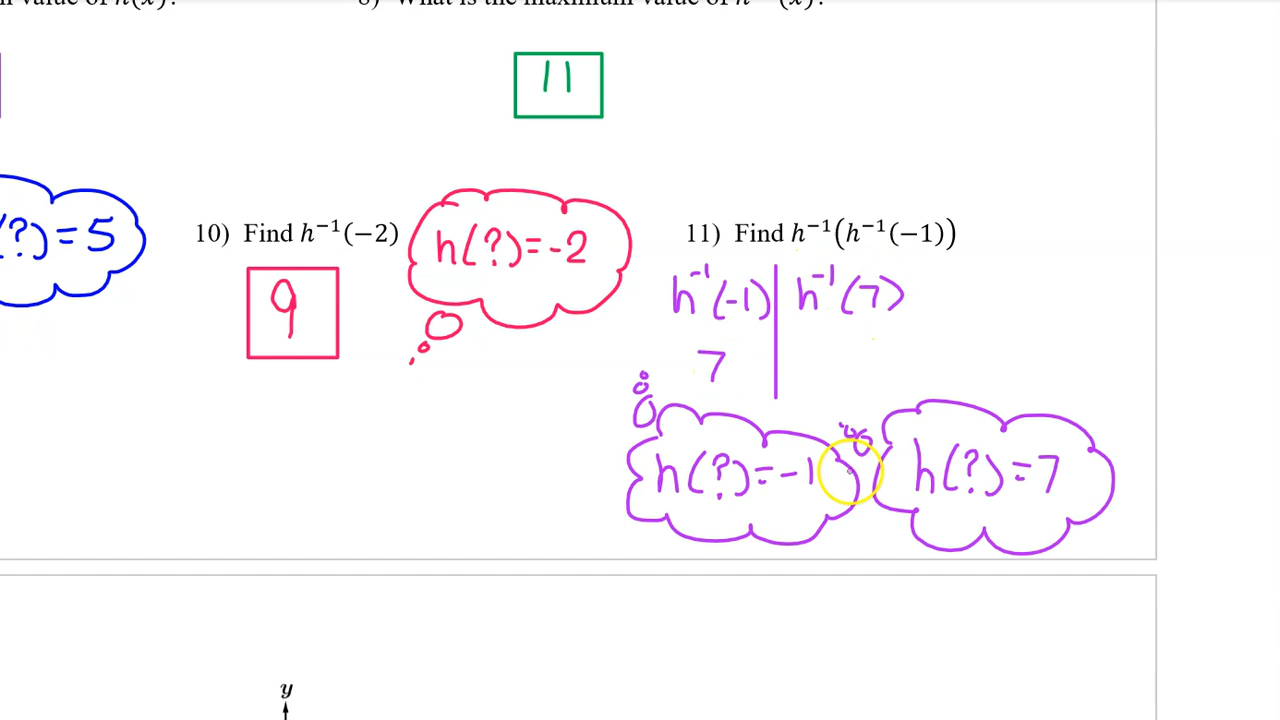 11
(?)=5
10) Find h⁻¹(−2)
h(?)=-2
9
11) Find h⁻¹(h⁻¹(−1))
h⁻¹(-1) h⁻¹(7)
7
h(?)=-1
h(?)=7
y